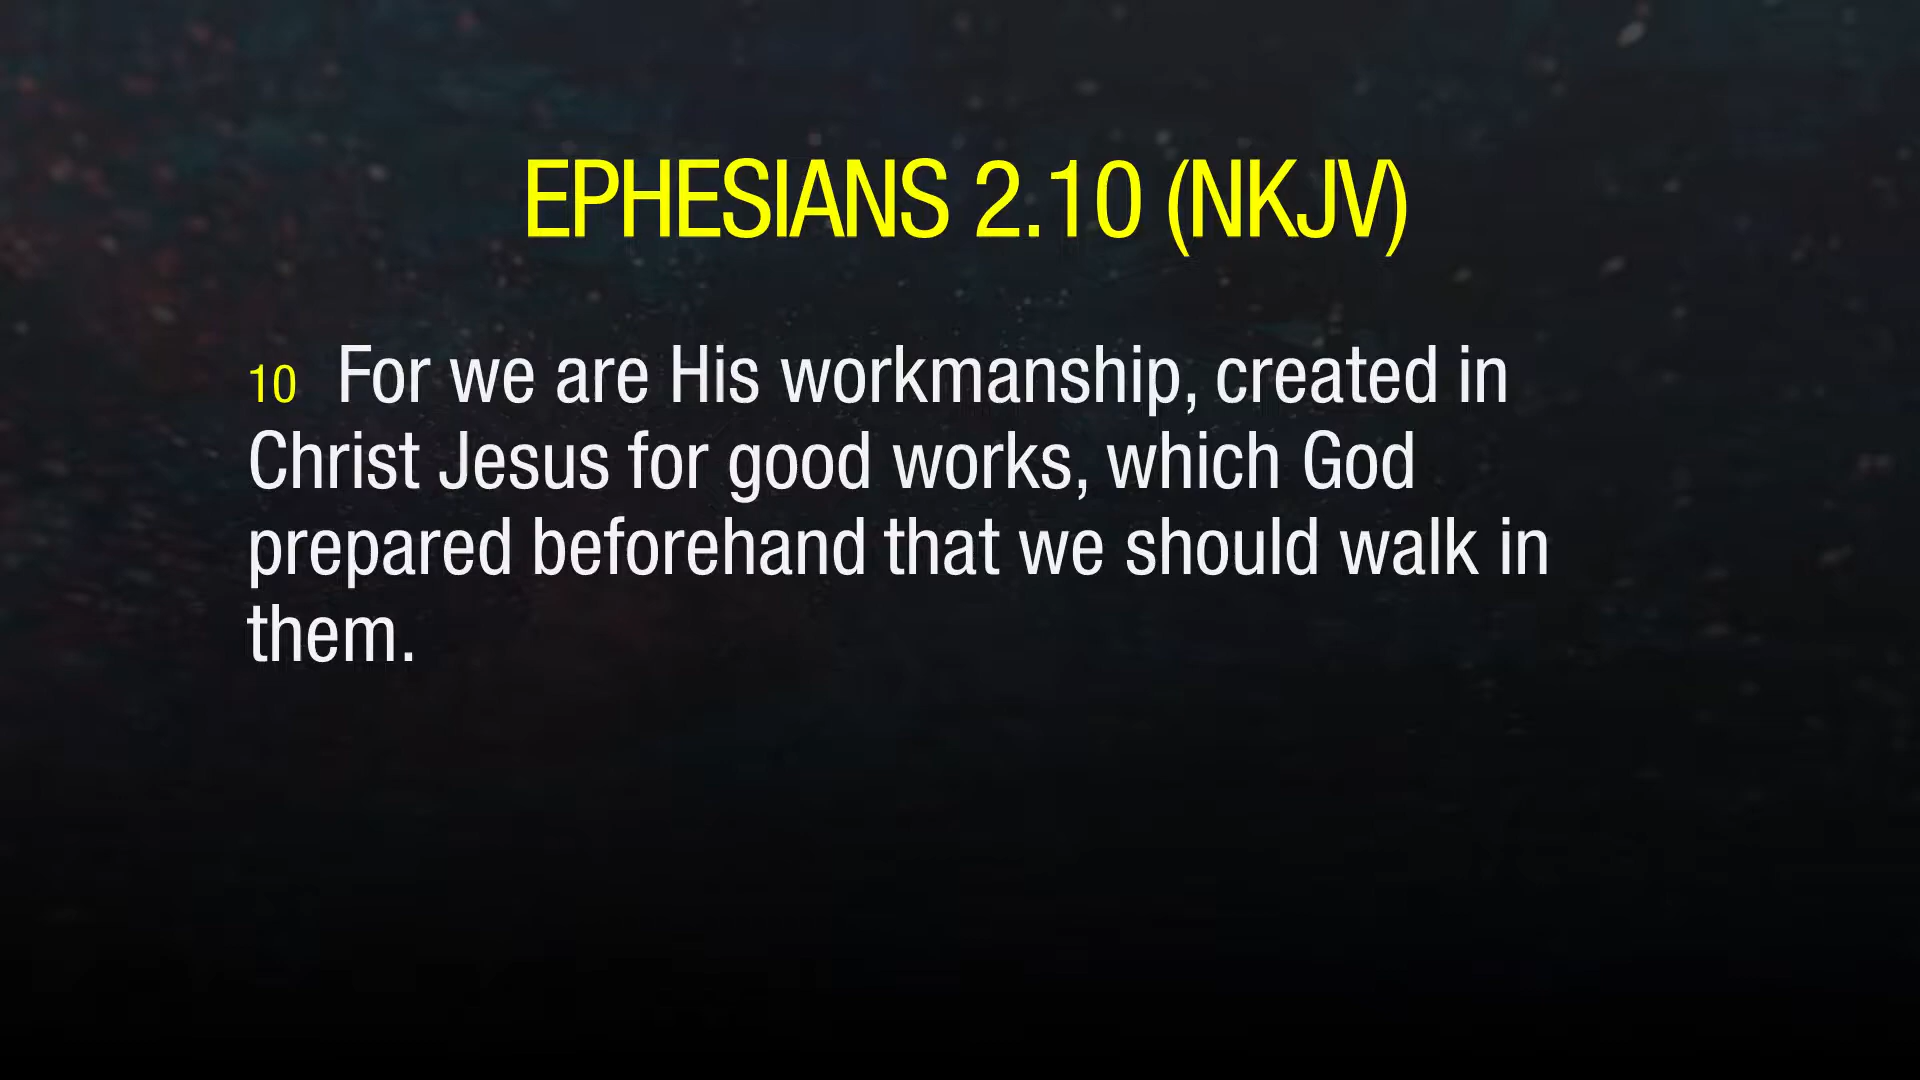 EPHESIANS 2.10 (NKJV)
10 For we are His workmanship, created in
Christ Jesus for good works, which God
prepared beforehand that we should walk in
them.